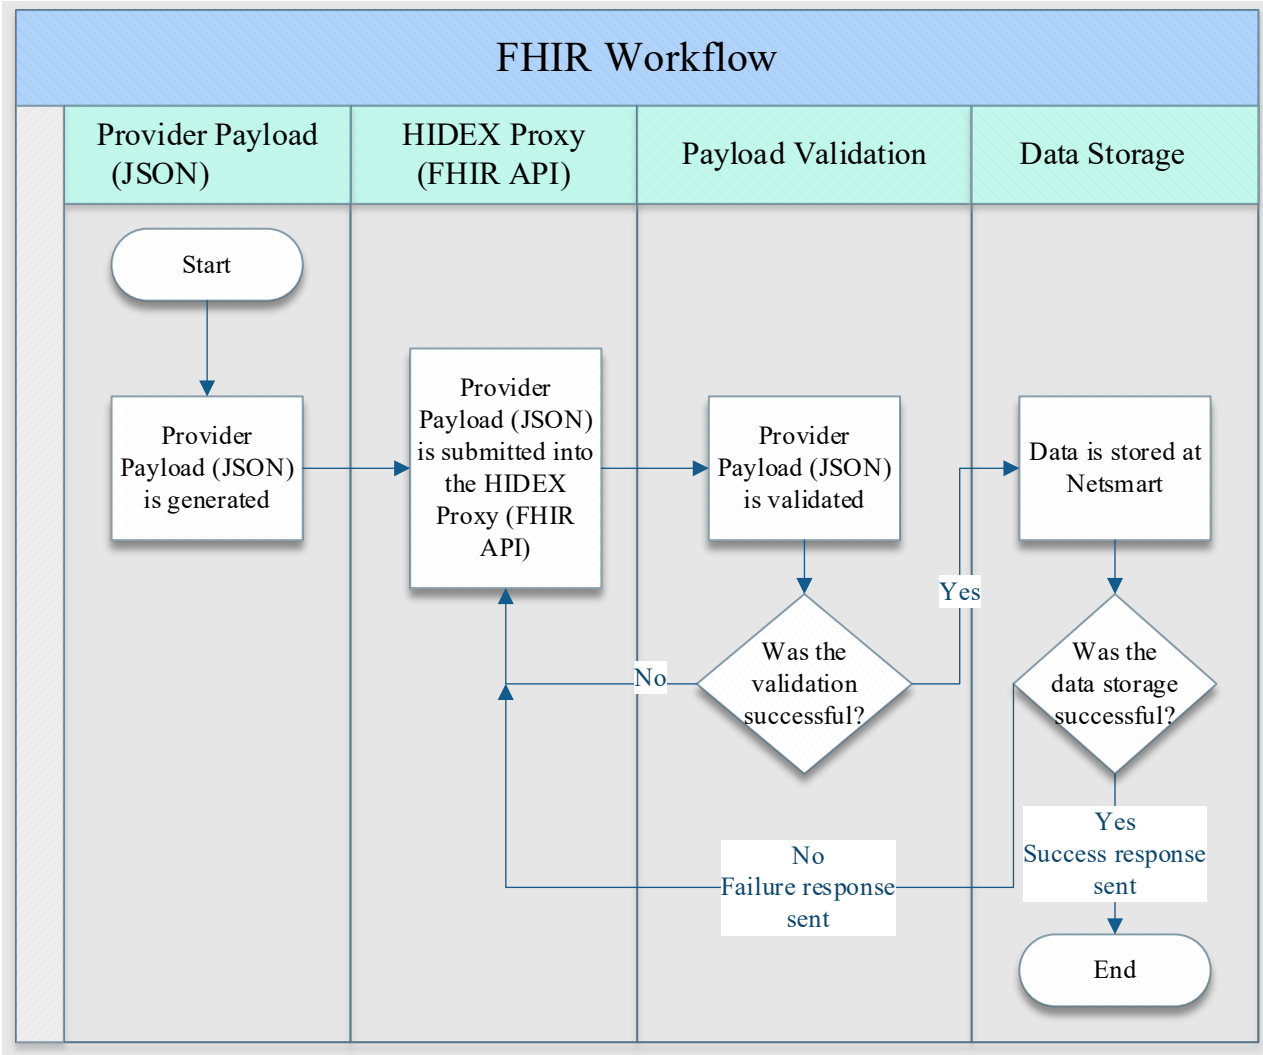 FHIR Workflow
Provider Payload
(JSON)
HIDEX Proxy
(FHIR API)
Payload Validation
Data Storage
Start
Provider
Payload (JSON)
is generated
Provider
Payload (JSON)
is submitted into
the HIDEX
Proxy (FHIR
API)
Provider
Payload (JSON)
is validated
Data is stored at
Netsmart
Yes
No
Was the
validation
successful?
Was the
data storage
successful?
No
Failure response
sent
Yes
Success response
sent
End